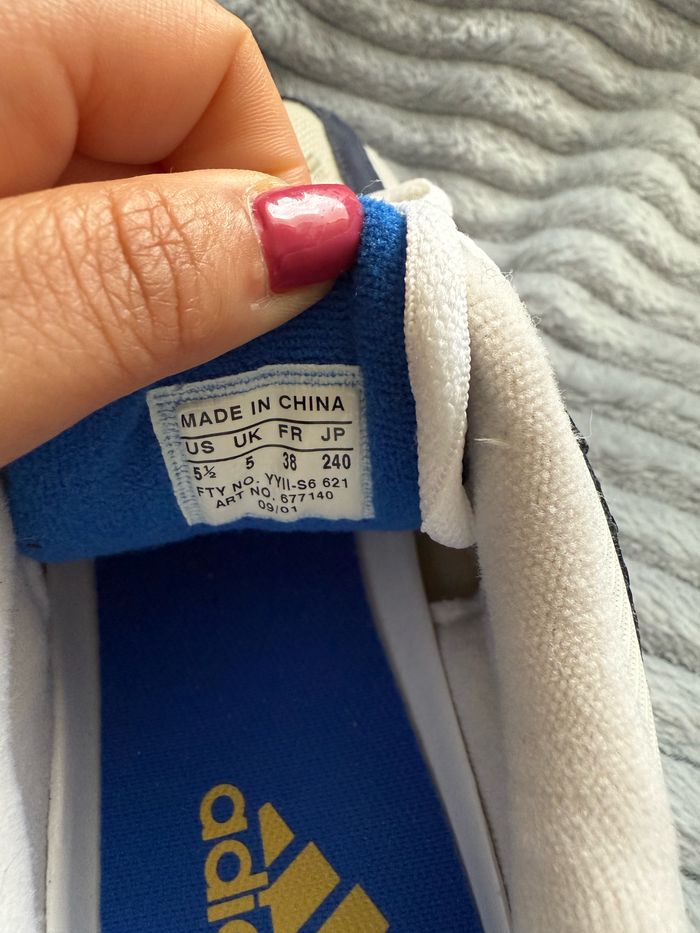 MADE IN CHINA
US UK FR JP
5½ 5 38 240
FTY NO. YYII-S6 621
ART NO. 677140
09/01
adid